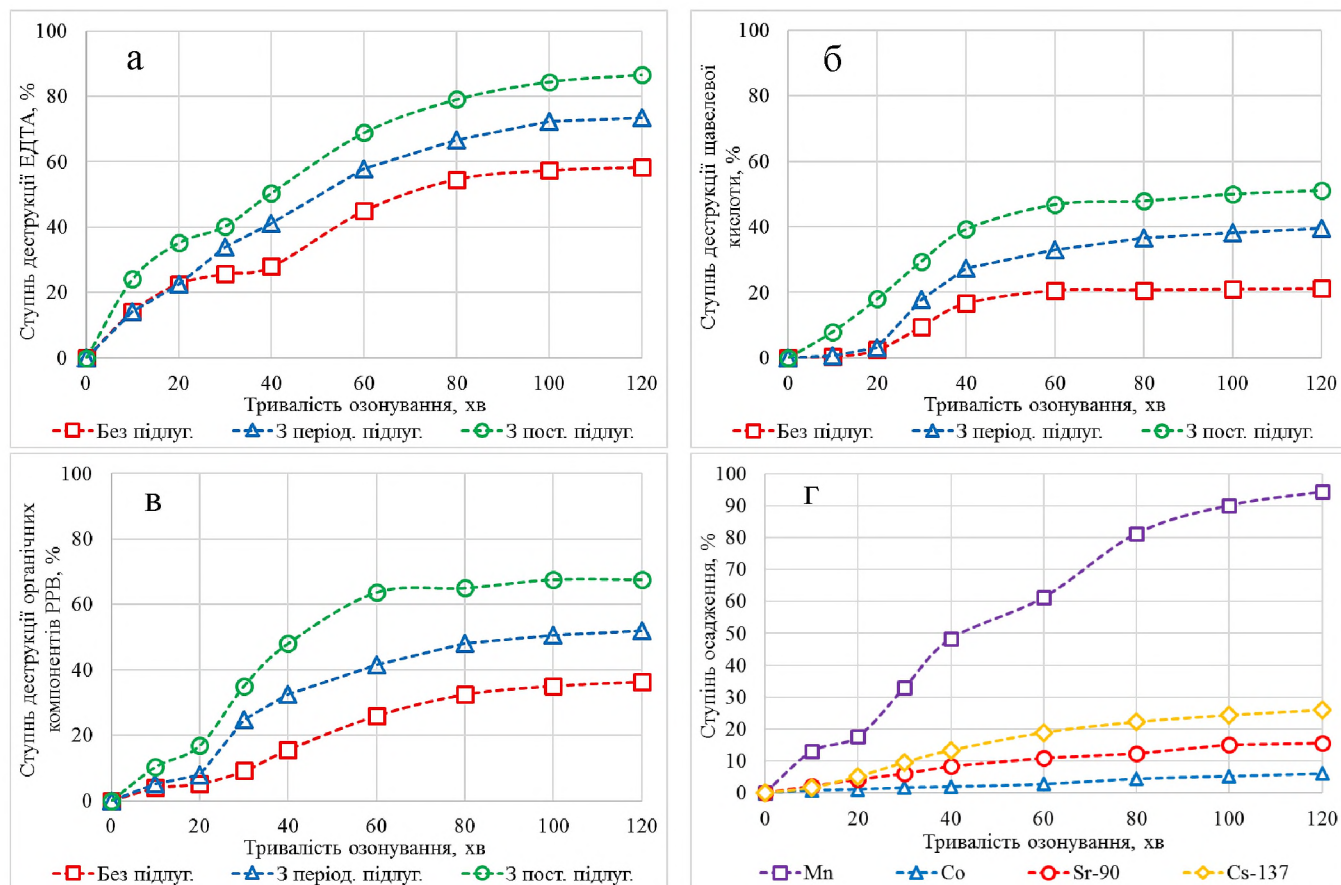 а
Ступнь деструкції ЕДТА, %
100
80
60
40
20
0
0 20 40 60 80 100 120
Тривалість озонування, хв
Без підлуг. З період. підлуг. З пост. підлуг.
б
Ступнь деструкції щавелевої
кислоти, %
100
80
60
40
20
0
0 20 40 60 80 100 120
Тривалість озонування, хв
Без підлуг. З період. підлуг. З пост. підлуг.
в
Ступнь деструкції органічних
компонентів РРВ, %
100
80
60
40
20
0
0 20 40 60 80 100 120
Тривалість озонування, хв
Без підлуг. З період. підлуг. З пост. підлуг.
г
Ступінь осадження, %
100
90
80
70
60
50
40
30
20
10
0
0 20 40 60 80 100 120
Тривалість озонування, хв
Mn Co Sr-90 Cs-137